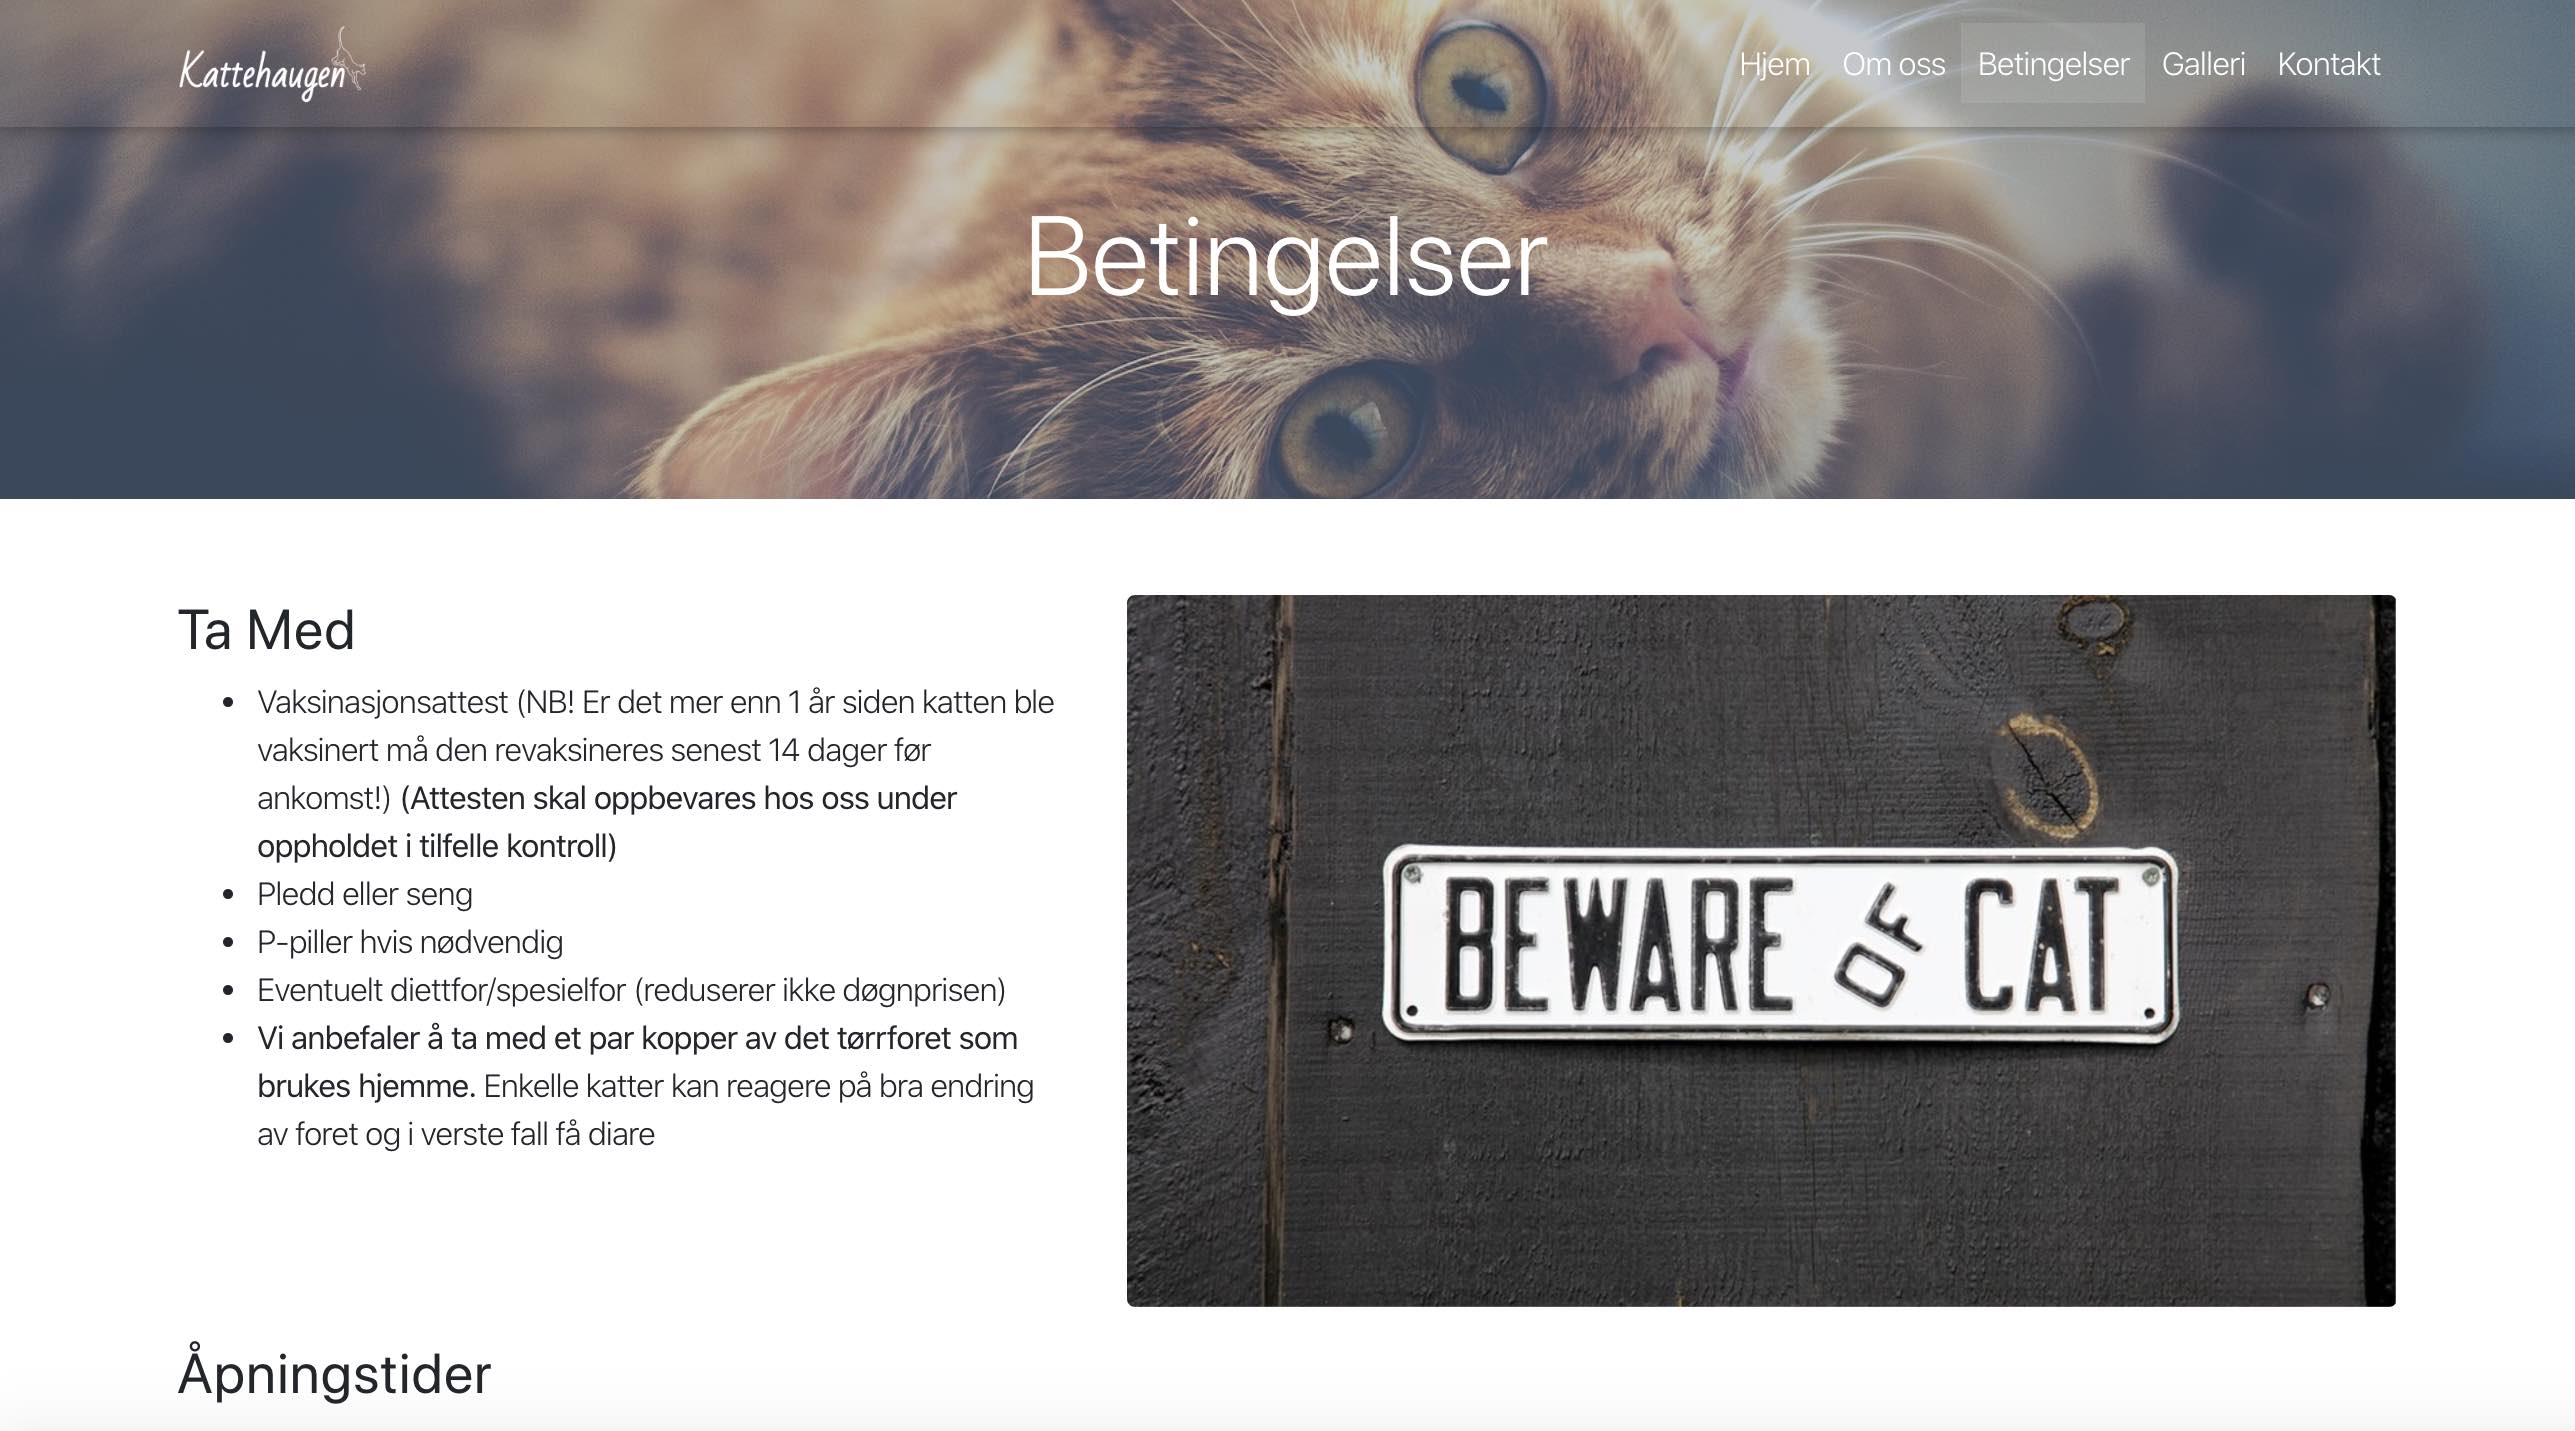 Kattehaugen
Hjem
Om oss
Betingelser
Galleri
Kontakt
Betingelser
Ta Med
Vaksinasjonsattest (NB! Er det mer enn 1 år siden katten ble
vaksinert må den revaksineres senest 14 dager før
ankomst!) (Attesten skal oppbevares hos oss under
oppholdet i tilfelle kontroll)
Pledd eller seng
P-piller hvis nødvendig
Eventuelt diettfor/spesielfor (reduserer ikke døgnprisen)
Vi anbefaler å ta med et par kopper av det tørrforet som
brukes hjemme. Enkelle katter kan reagere på bra endring
av foret og i verste fall få diare
BEWARE OF CAT
Åpningstider